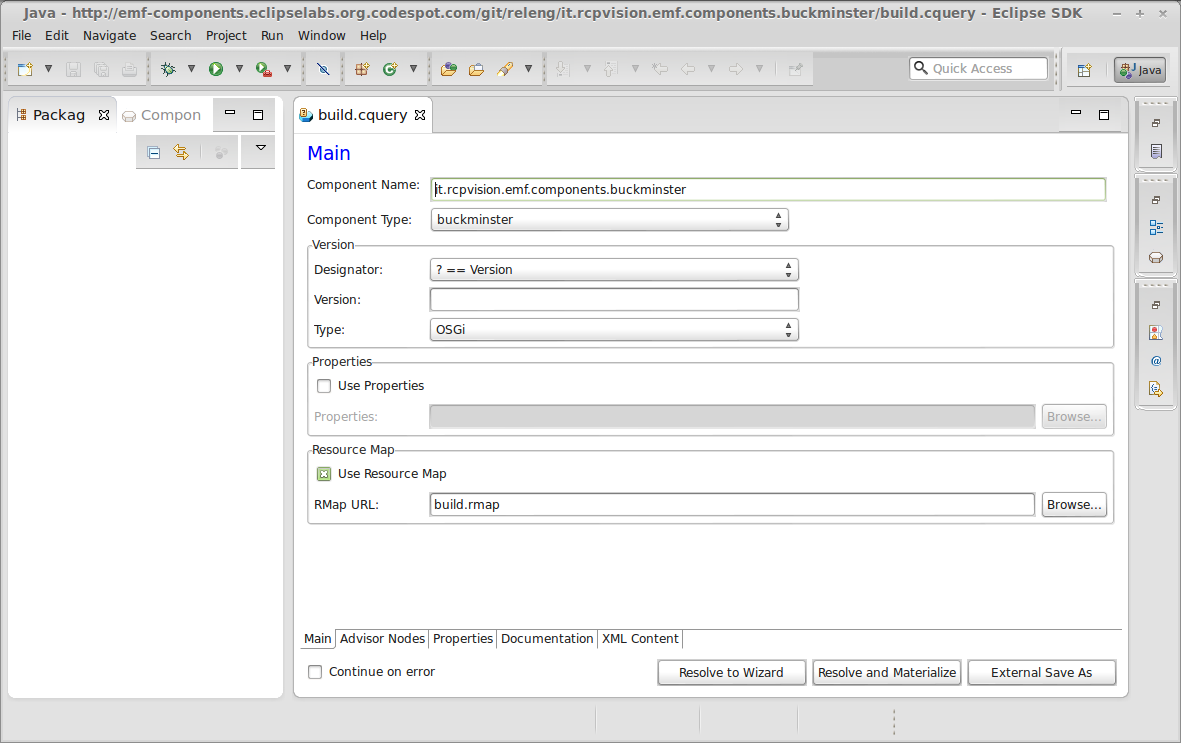 Java - http://emf-components.eclipselabs.org.codespot.com/git/releng/it.rcpvision.emf.components.buckminster/build.cquery - Eclipse SDK
File Edit Navigate Search Project Run Window Help
Quick Access
Java
Packag Compon
build.cquery
Main
Component Name: it.rcpvision.emf.components.buckminster
Component Type: buckminster
Version
Designator: ? == Version
Version:
Type: OSGi
Properties
Use Properties
Properties: Browse...
Resource Map
Use Resource Map
RMap URL: build.rmap Browse...
Main Advisor Nodes Properties Documentation XML Content
Continue on error Resolve to Wizard Resolve and Materialize External Save As